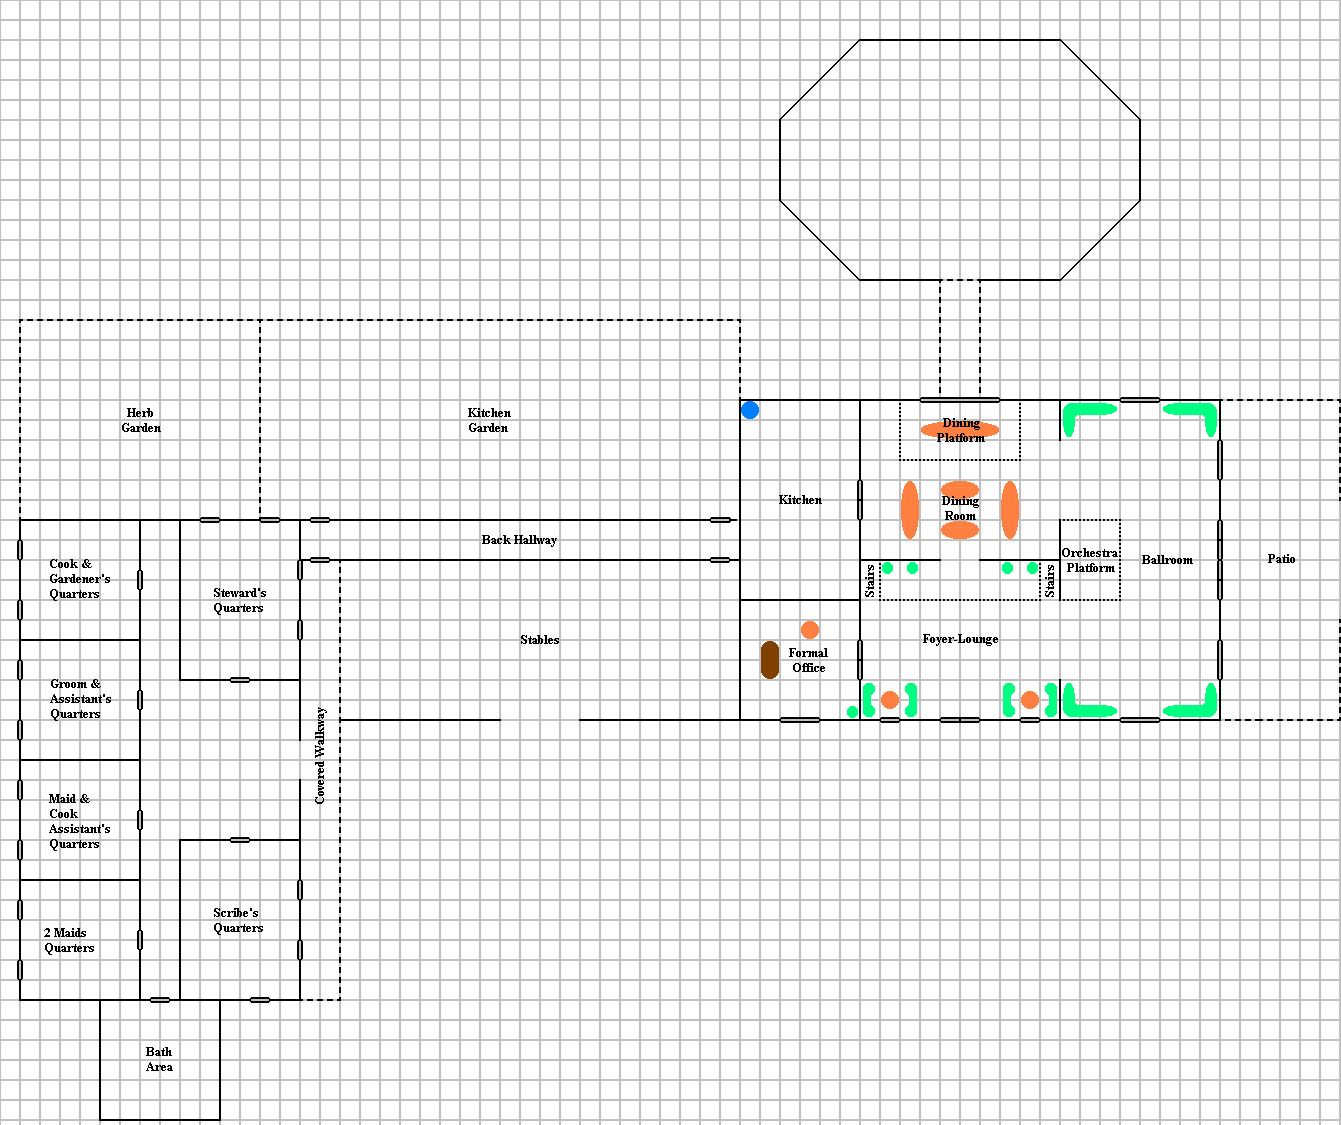 Herb
Garden
Kitchen
Garden
Dining
Platform
Kitchen
Dining
Room
Back Hallway
Orchestra
Platform
Ballroom
Patio
Stairs
Stairs
Cook &
Gardener's
Quarters
Steward's
Quarters
Stables
Foyer-Lounge
Formal
Office
Groom &
Assistant's
Quarters
Covered Walkway
Maid &
Cook
Assistant's
Quarters
Scribe's
Quarters
2 Maids
Quarters
Bath
Area